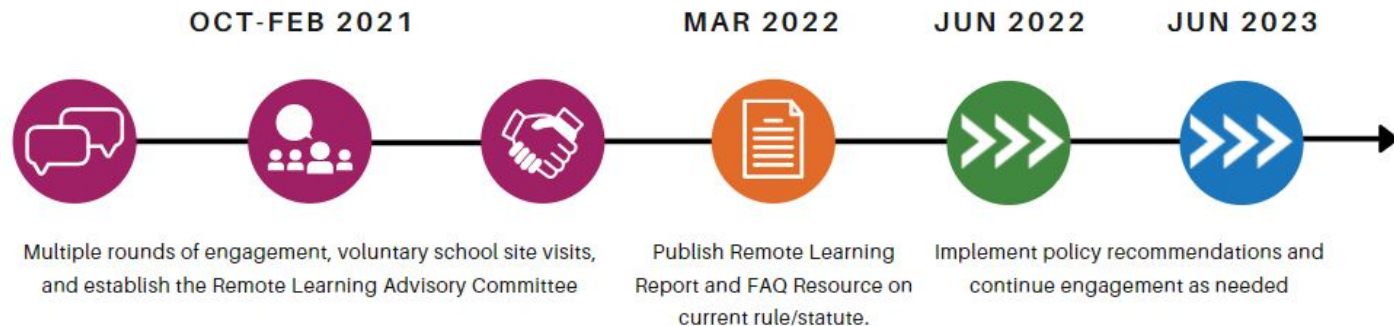 OCT-FEB 2021
MAR 2022
JUN 2022
JUN 2023
Multiple rounds of engagement, voluntary school site visits,
and establish the Remote Learning Advisory Committee
Publish Remote Learning
Report and FAQ Resource on
current rule/statute.
Implement policy recommendations and
continue engagement as needed